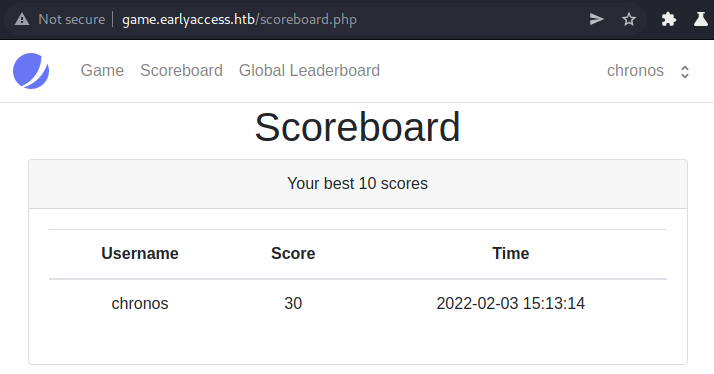 Not secure | game.earlyaccess.htb/scoreboard.php
Game Scoreboard Global Leaderboard chronos
Scoreboard
Your best 10 scores
Username Score Time
chronos 30 2022-02-03 15:13:14